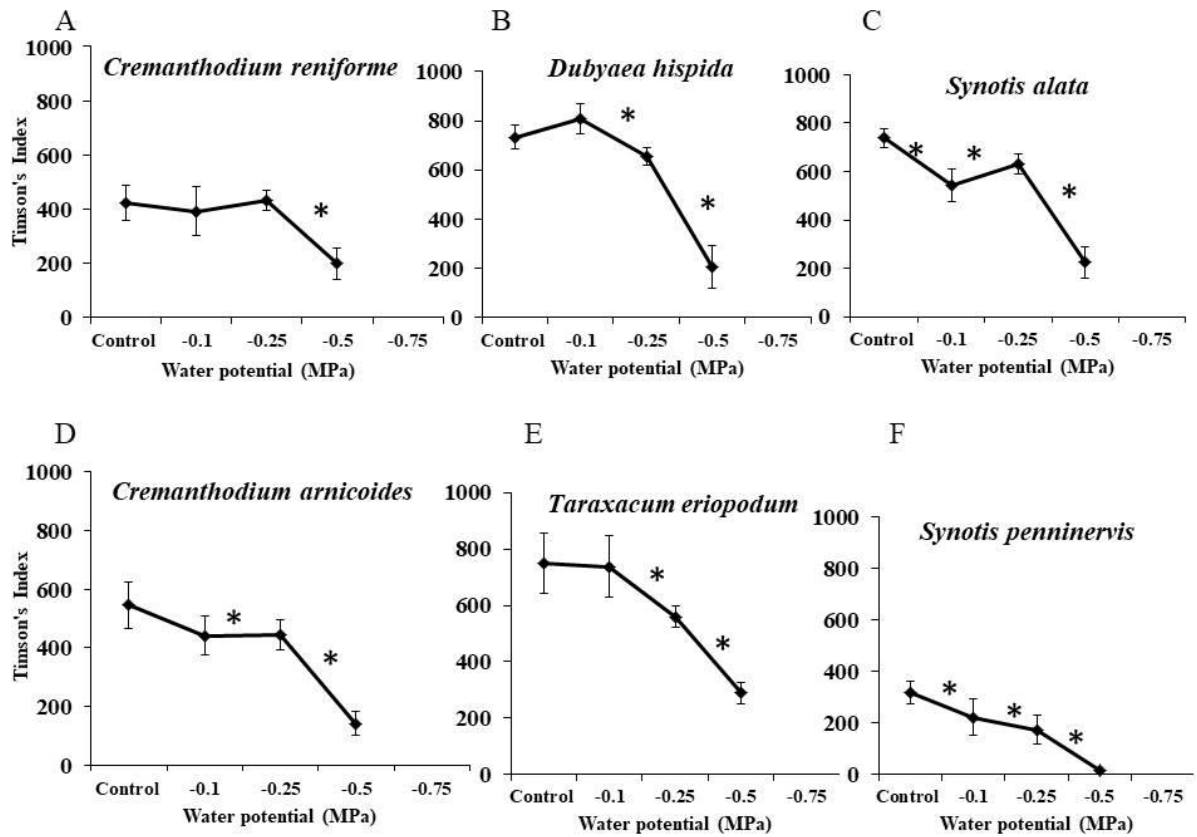 A
Cremanthodium reniforme
1000
800
600
400
200
0
Timson's Index
*
Control -0.1 -0.25 -0.5 -0.75
Water potential (MPa)
B
Dubyaea hispida
1000
800
600
400
200
0
* *
Control -0.1 -0.25 -0.5 -0.75
Water potential (MPa)
C
Synotis alata
1000
800
600
400
200
0
* * *
Control -0.1 -0.25 -0.5 -0.75
Water potential (MPa)
D
Cremanthodium arnicoides
1000
800
600
400
200
0
Timson's Index
* *
Control -0.1 -0.25 -0.5 -0.75
Water potential (MPa)
E
Taraxacum eriopodum
1000
800
600
400
200
0
* *
Control -0.1 -0.25 -0.5 -0.75
Water potential (MPa)
F
Synotis penninervis
1000
800
600
400
200
0
* * *
Control -0.1 -0.25 -0.5 -0.75
Water potential (MPa)